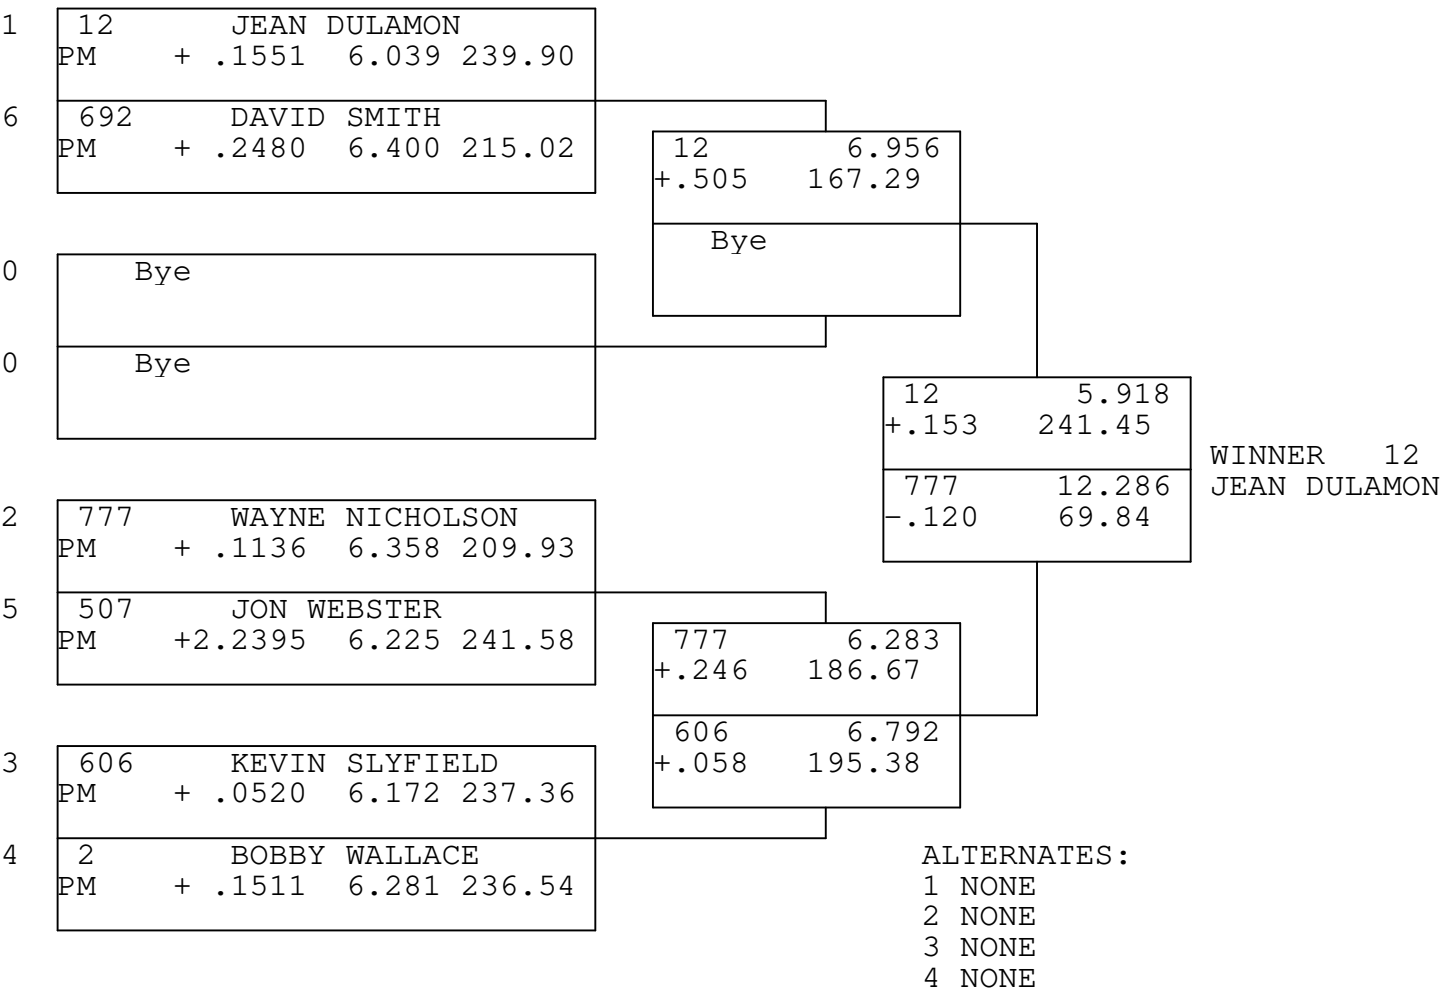 1 12 JEAN DULAMON
PM + .1551 6.039 239.90
6 692 DAVID SMITH
PM + .2480 6.400 215.02
12 6.956
+.505 167.29
Bye
0 Bye
0 Bye
12 5.918
+.153 241.45
777 12.286
-.120 69.84
WINNER 12
JEAN DULAMON
2 777 WAYNE NICHOLSON
PM + .1136 6.358 209.93
5 507 JON WEBSTER
PM +2.2395 6.225 241.58
777 6.283
+.246 186.67
606 6.792
+.058 195.38
3 606 KEVIN SLYFIELD
PM + .0520 6.172 237.36
4 2 BOBBY WALLACE
PM + .1511 6.281 236.54
ALTERNATES:
1 NONE
2 NONE
3 NONE
4 NONE